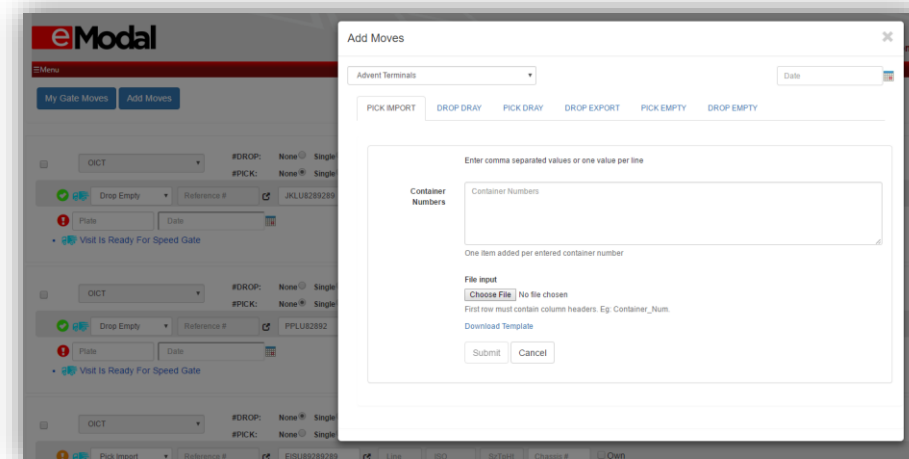 eModal
Menu
My Gate Moves Add Moves
OICT #DROP: None Single
#PICK: None Single
Drop Empty Reference # JKLU8289289
Plate Date
Visit Is Ready For Speed Gate
OICT #DROP: None Single
#PICK: None Single
Drop Empty Reference # PPLU82892
Plate Date
Visit Is Ready For Speed Gate
OICT #DROP: None Single
#PICK: None Single
Pick Import Reference # EISU89289289 Line ISO SzTpHt Chassis # Own
Add Moves
Advent Terminals Date
PICK IMPORT DROP DRAY PICK DRAY DROP EXPORT PICK EMPTY DROP EMPTY
Enter comma separated values or one value per line
Container Numbers
Container Numbers
One item added per entered container number
File input
Choose File No file chosen
First row must contain column headers. Eg: Container_Num.
Download Template
Submit Cancel